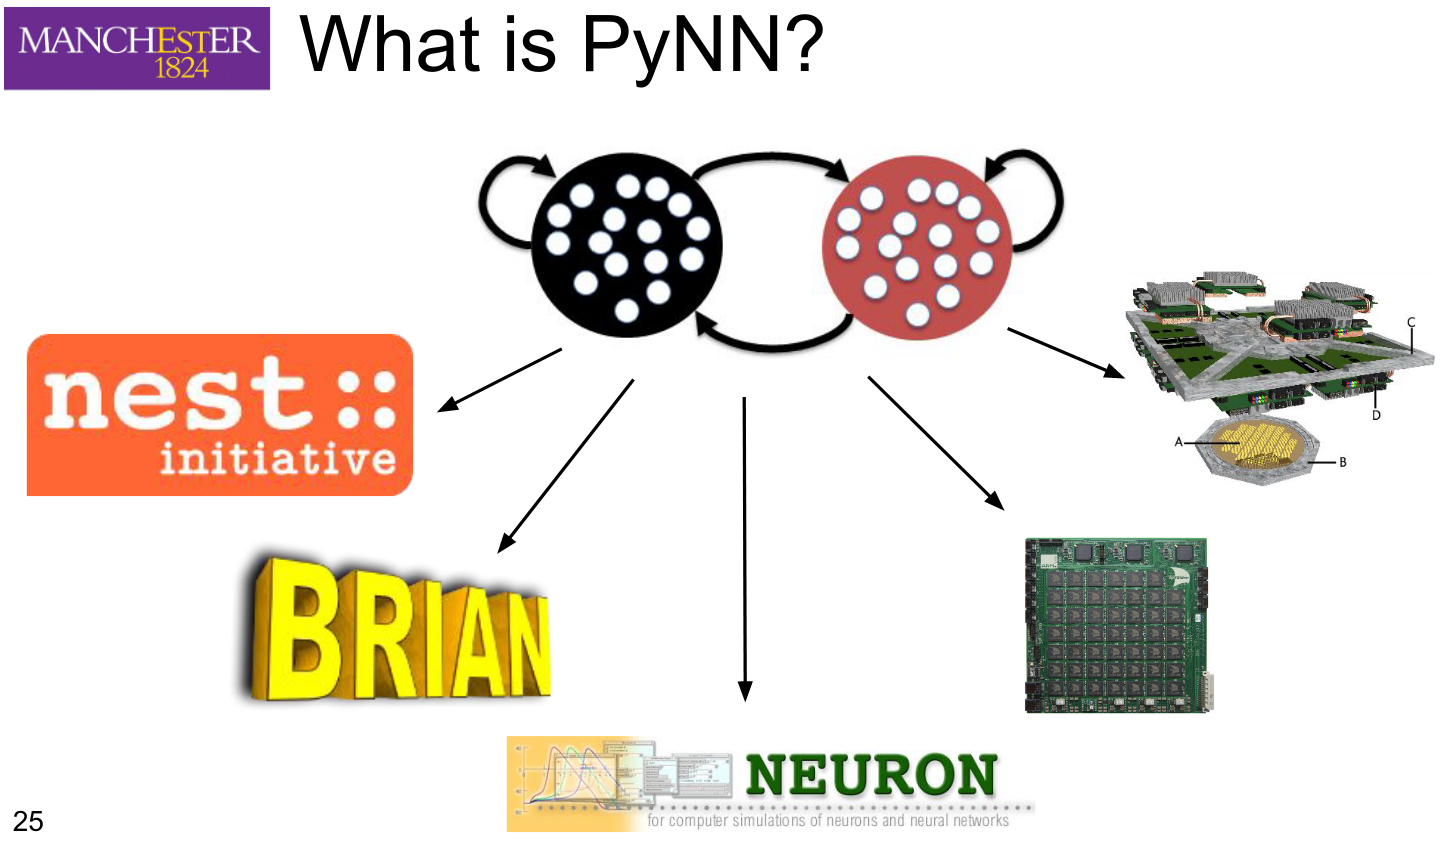 MANCHEsTER
1824
What is PyNN?
nest::
initiative
BRIAN
NEURON
for computer simulations of neurons and neural networks
C
D
A
B
25